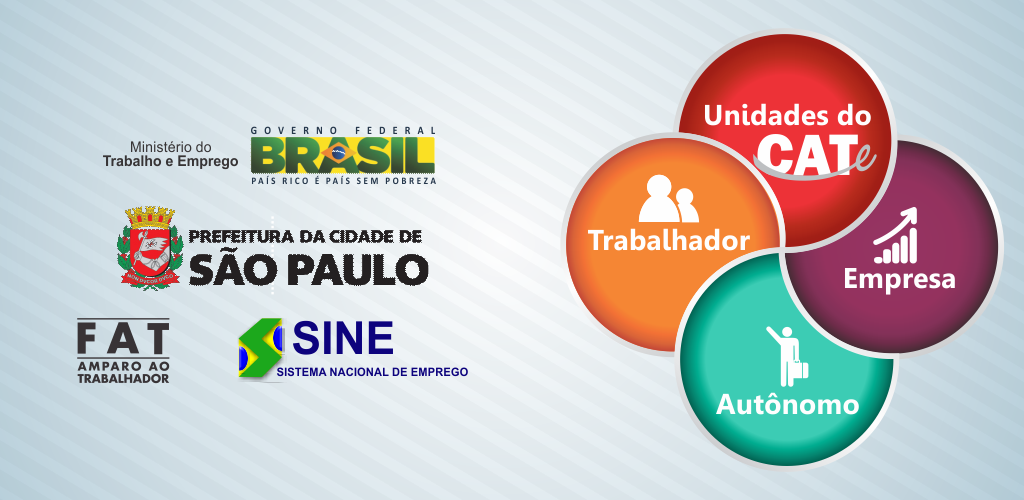 Ministério do
Trabalho e Emprego
GOVERNO FEDERAL
BRASIL
PAÍS RICO É PAÍS SEM POBREZA
PREFEITURA DA CIDADE DE
SÃO PAULO
FAT
AMPARO AO
TRABALHADOR
SINE
SISTEMA NACIONAL DE EMPREGO
Unidades do
CATe
Trabalhador
Empresa
Autônomo